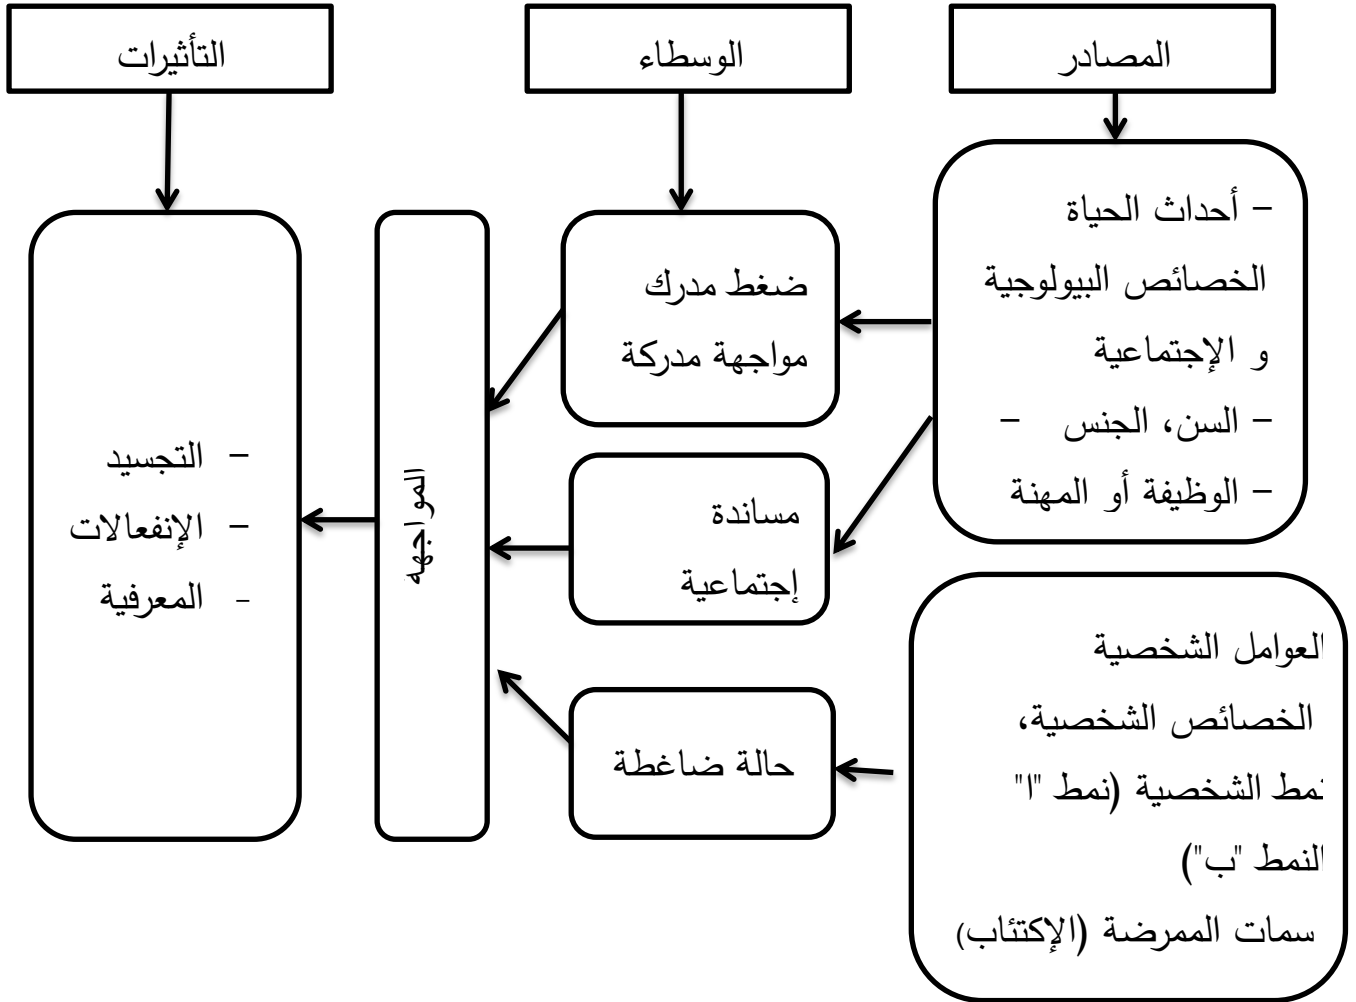 المصادر
الوسطاء
التأثيرات
– أحداث الحياة
الخصائص البيولوجية
و الإجتماعية
– السن، الجنس –
– الوظيفة أو المهنة
العوامل الشخصية
الخصائص الشخصية،
نمط الشخصية (نمط "ا"
النمط "ب")
سمات الممرضة (الإكتئاب)
ضغط مدرك
مواجهة مدركة
مساندة
إجتماعية
حالة ضاغطة
المواجهة
– التجسيد
– الإنفعالات
- المعرفية